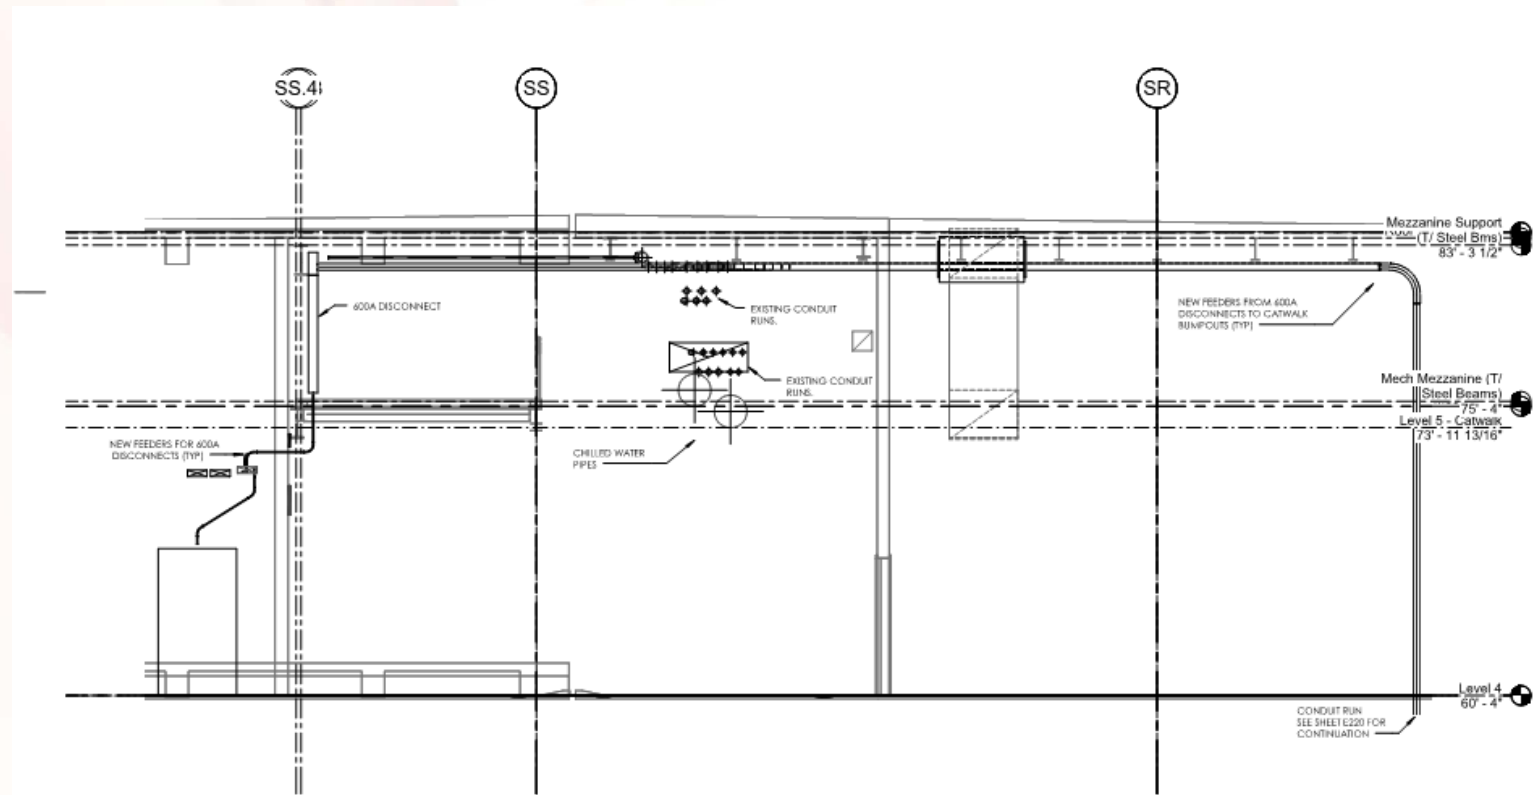 SS.4
SS
SR
Mezzanine Support
(T/ Steel Bms)
83' - 3 1/2"
600A DISCONNECT
EXISTING CONDUIT
RUNS.
NEW FEEDERS FROM 600A
DISCONNECTS TO CATWALK
BUMPOUTS (TYP)
EXISTING CONDUIT
RUNS.
Mech Mezzanine (T/
Steel Beams)
75' - 4"
Level 5 - Catwalk
73' - 11 13/16"
NEW FEEDERS FOR 600A
DISCONNECTS (TYP)
CHILLED WATER
PIPES
Level 4
60' - 4"
CONDUIT RUN
SEE SHEET E220 FOR
CONTINUATION